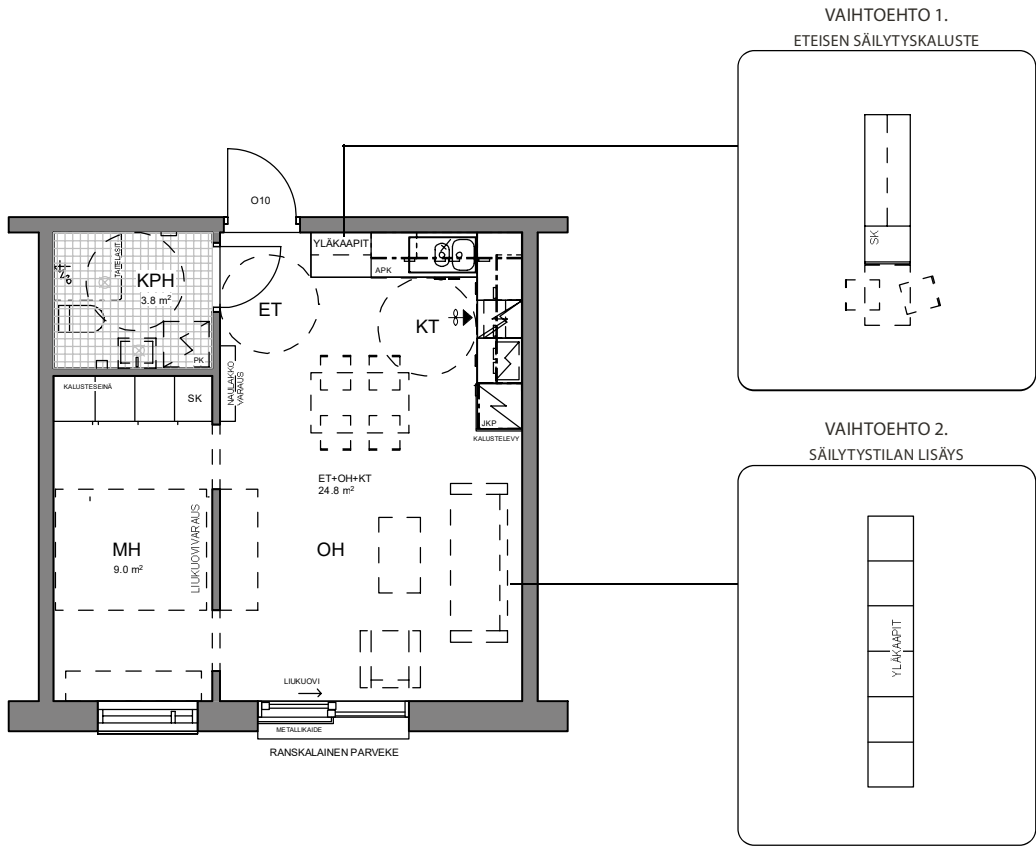 VAIHTOEHTO 1.
ETEISEN SÄILYTYSKALUSTE
SK
O10
YLÄKAAPIT
APK
TAITELASIT
KPH
3.8 m²
ET
KT
PK
KALUSTESEINÄ
SK
NAULAKKO
VARAUS
JKP
KALUSTELEVY
ET+OH+KT
24.8 m²
MH
9.0 m²
LIUKUOVIVARAUS
OH
LIUKUOVI
METALLIKAIDE
RANSKALAINEN PARVEKE
VAIHTOEHTO 2.
SÄILYTYSTILAN LISÄYS
YLÄKAAPIT